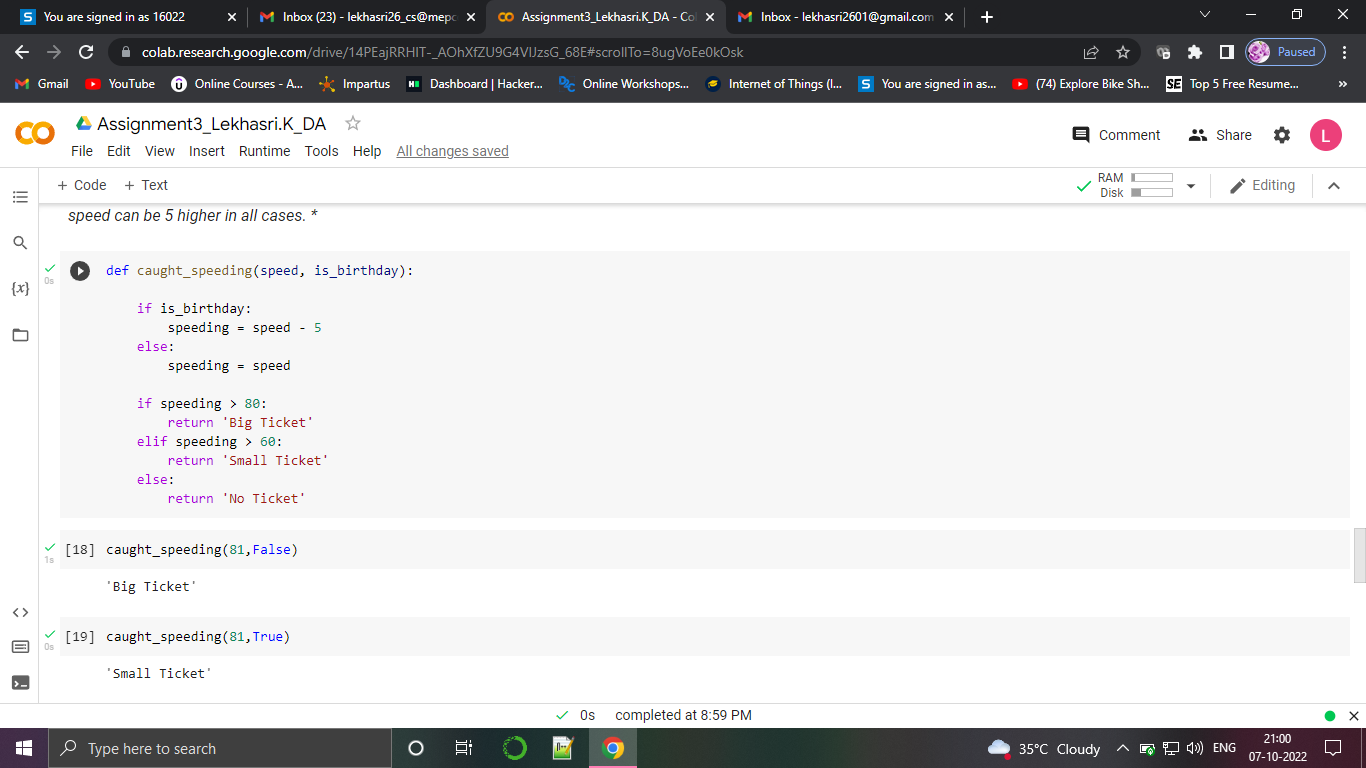 You are signed in as 16022
Inbox (23) - lekhasri26_cs@mepc
Assignment3_Lekhasri.K_DA - Co
Inbox - lekhasri2601@gmail.com
colab.research.google.com/drive/14PEajRRHIT-_AOhXfZU9G4VIJzsG_68E#scrollTo=8ugVoEe0kOsk
Paused
Gmail
YouTube
Online Courses - A...
Impartus
Dashboard | Hacker...
Online Workshops...
Internet of Things (I...
You are signed in as...
(74) Explore Bike Sh...
Top 5 Free Resume...
»
Assignment3_Lekhasri.K_DA
File Edit View Insert Runtime Tools Help All changes saved
Comment
Share
L
+ Code + Text
RAM
Disk
Editing
speed can be 5 higher in all cases. *
0s
def caught_speeding(speed, is_birthday):
if is_birthday:
speeding = speed - 5
else:
speeding = speed
if speeding > 80:
return 'Big Ticket'
elif speeding > 60:
return 'Small Ticket'
else:
return 'No Ticket'
[18] caught_speeding(81,False)
1s
'Big Ticket'
[19] caught_speeding(81,True)
0s
'Small Ticket'
{x}
0s completed at 8:59 PM
Type here to search
35°C Cloudy
ENG
21:00
07-10-2022